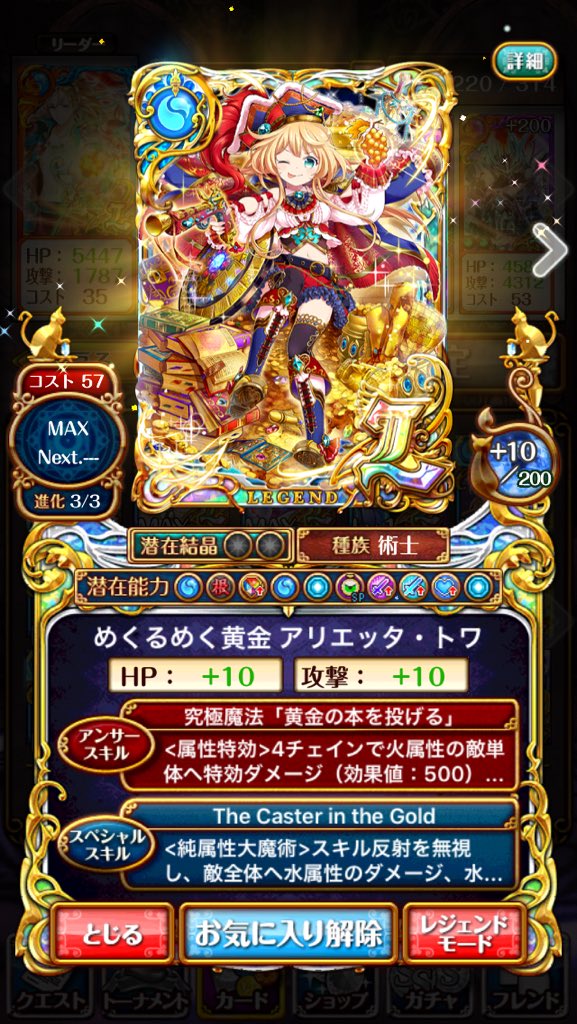 リーダー
詳細
220 / 314
+200
HP: 5447
攻撃: 1787
コスト 35
攻撃: 4312
コスト 53
コスト 57
MAX
Next.---
進化 3/3
+10
/200
L
LEGEND
潜在結晶
種族 術士
潜在能力
根
SP
めくるめく黄金 アリエッタ・トワ
HP： +10
攻撃： +10
アンサー
スキル
究極魔法「黄金の本を投げる」
<属性特効>4チェインで火属性の敵単
体へ特効ダメージ（効果値：500）...
スペシャル
スキル
The Caster in the Gold
<純属性大魔術>スキル反射を無視
し、敵全体へ水属性のダメージ、水...
とじる
お気に入り解除
レジェンド
モード
クエスト
トーナメント
カード
ショップ
ガチャ
フレンド